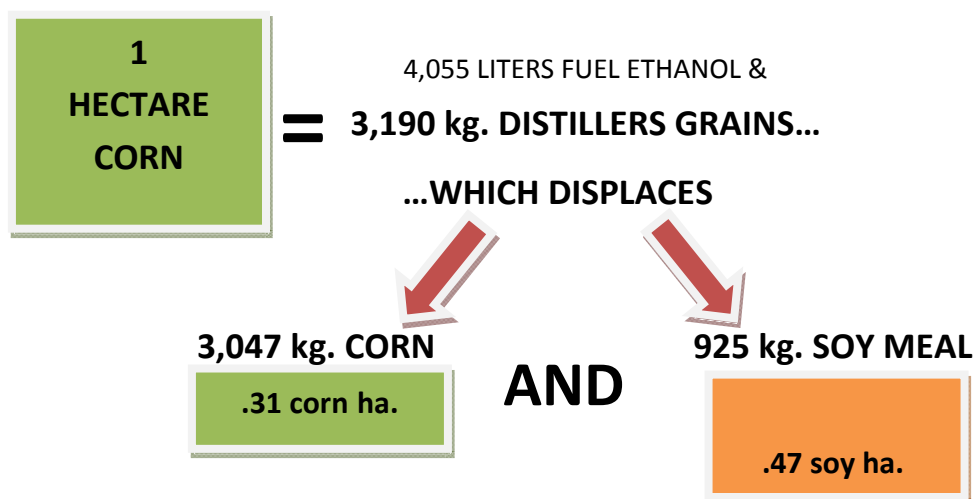 1
HECTARE
CORN
=
4,055 LITERS FUEL ETHANOL &
3,190 kg. DISTILLERS GRAINS…
…WHICH DISPLACES
3,047 kg. CORN
.31 corn ha.
AND
925 kg. SOY MEAL
.47 soy ha.